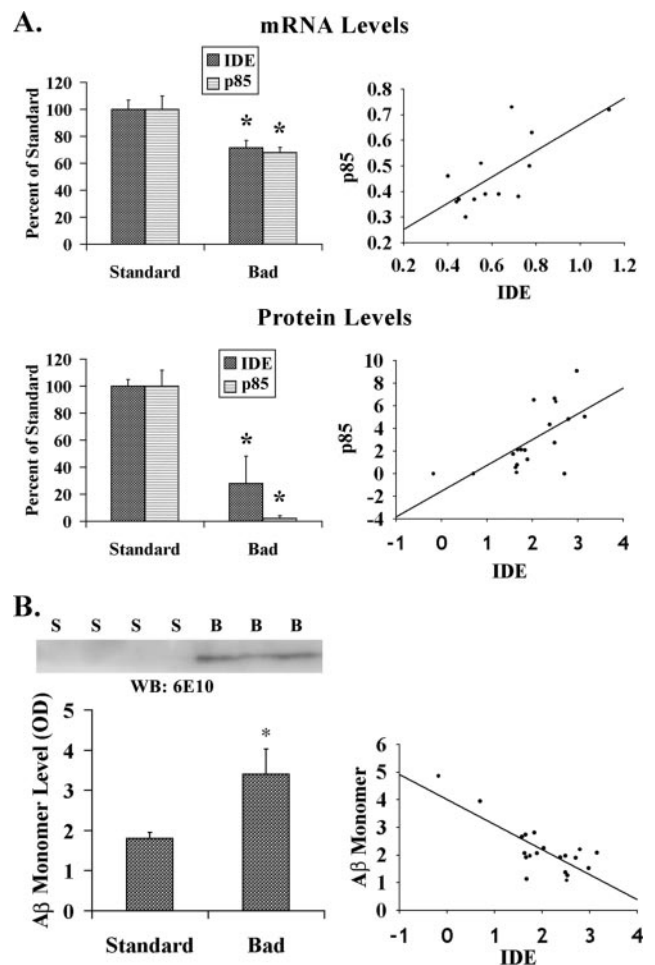 A.
mRNA Levels
IDE
p85
Percent of Standard
120
100
80
60
40
20
0
* *
Standard Bad
p85
0.8
0.7
0.6
0.5
0.4
0.3
0.2
0.2 0.4 0.6 0.8 1.0 1.2
IDE
Protein Levels
IDE
p85
Percent of Standard
120
100
80
60
40
20
0
*
*
Standard Bad
p85
10
8
6
4
2
0
-2
-4
-1 0 1 2 3 4
IDE
B.
S S S S B B B
WB: 6E10
Aβ Monomer Level (OD)
5
4
3
2
1
0
*
Standard Bad
Aβ Monomer
6
5
4
3
2
1
0
-1 0 1 2 3 4
IDE